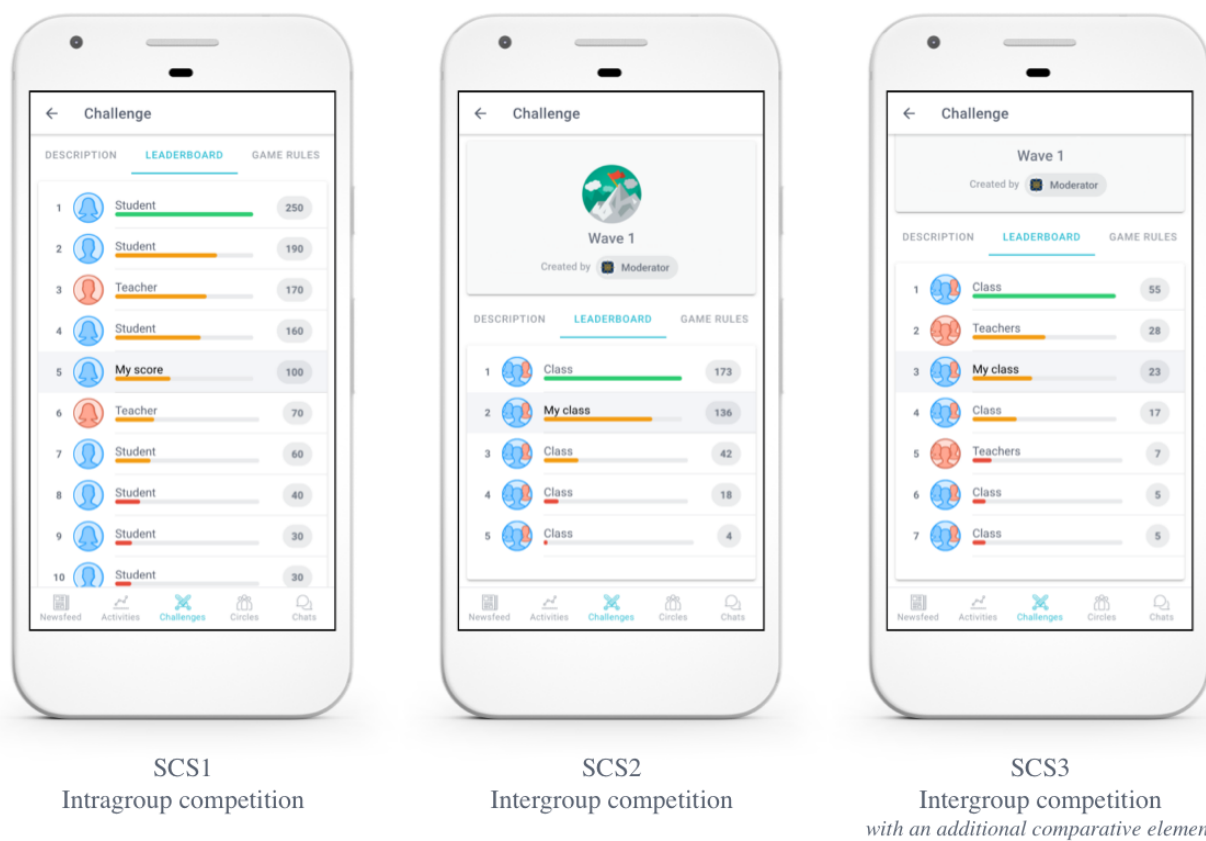 Challenge
DESCRIPTION LEADERBOARD GAME RULES
1 Student 250
2 Student 190
3 Teacher 170
4 Student 160
5 My score 100
6 Teacher 70
7 Student 60
8 Student 40
9 Student 30
10 Student 30
Newsfeed Activities Challenges Circles Chats
SCS1
Intragroup competition
Challenge
Wave 1
Created by Moderator
DESCRIPTION LEADERBOARD GAME RULES
1 Class 173
2 My class 136
3 Class 42
4 Class 18
5 Class 4
Newsfeed Activities Challenges Circles Chats
SCS2
Intergroup competition
Challenge
Wave 1
Created by Moderator
DESCRIPTION LEADERBOARD GAME RULES
1 Class 55
2 Teachers 28
3 My class 23
4 Class 17
5 Teachers 7
6 Class 5
7 Class 5
Newsfeed Activities Challenges Circles Chats
SCS3
Intergroup competition
with an additional comparative elemen